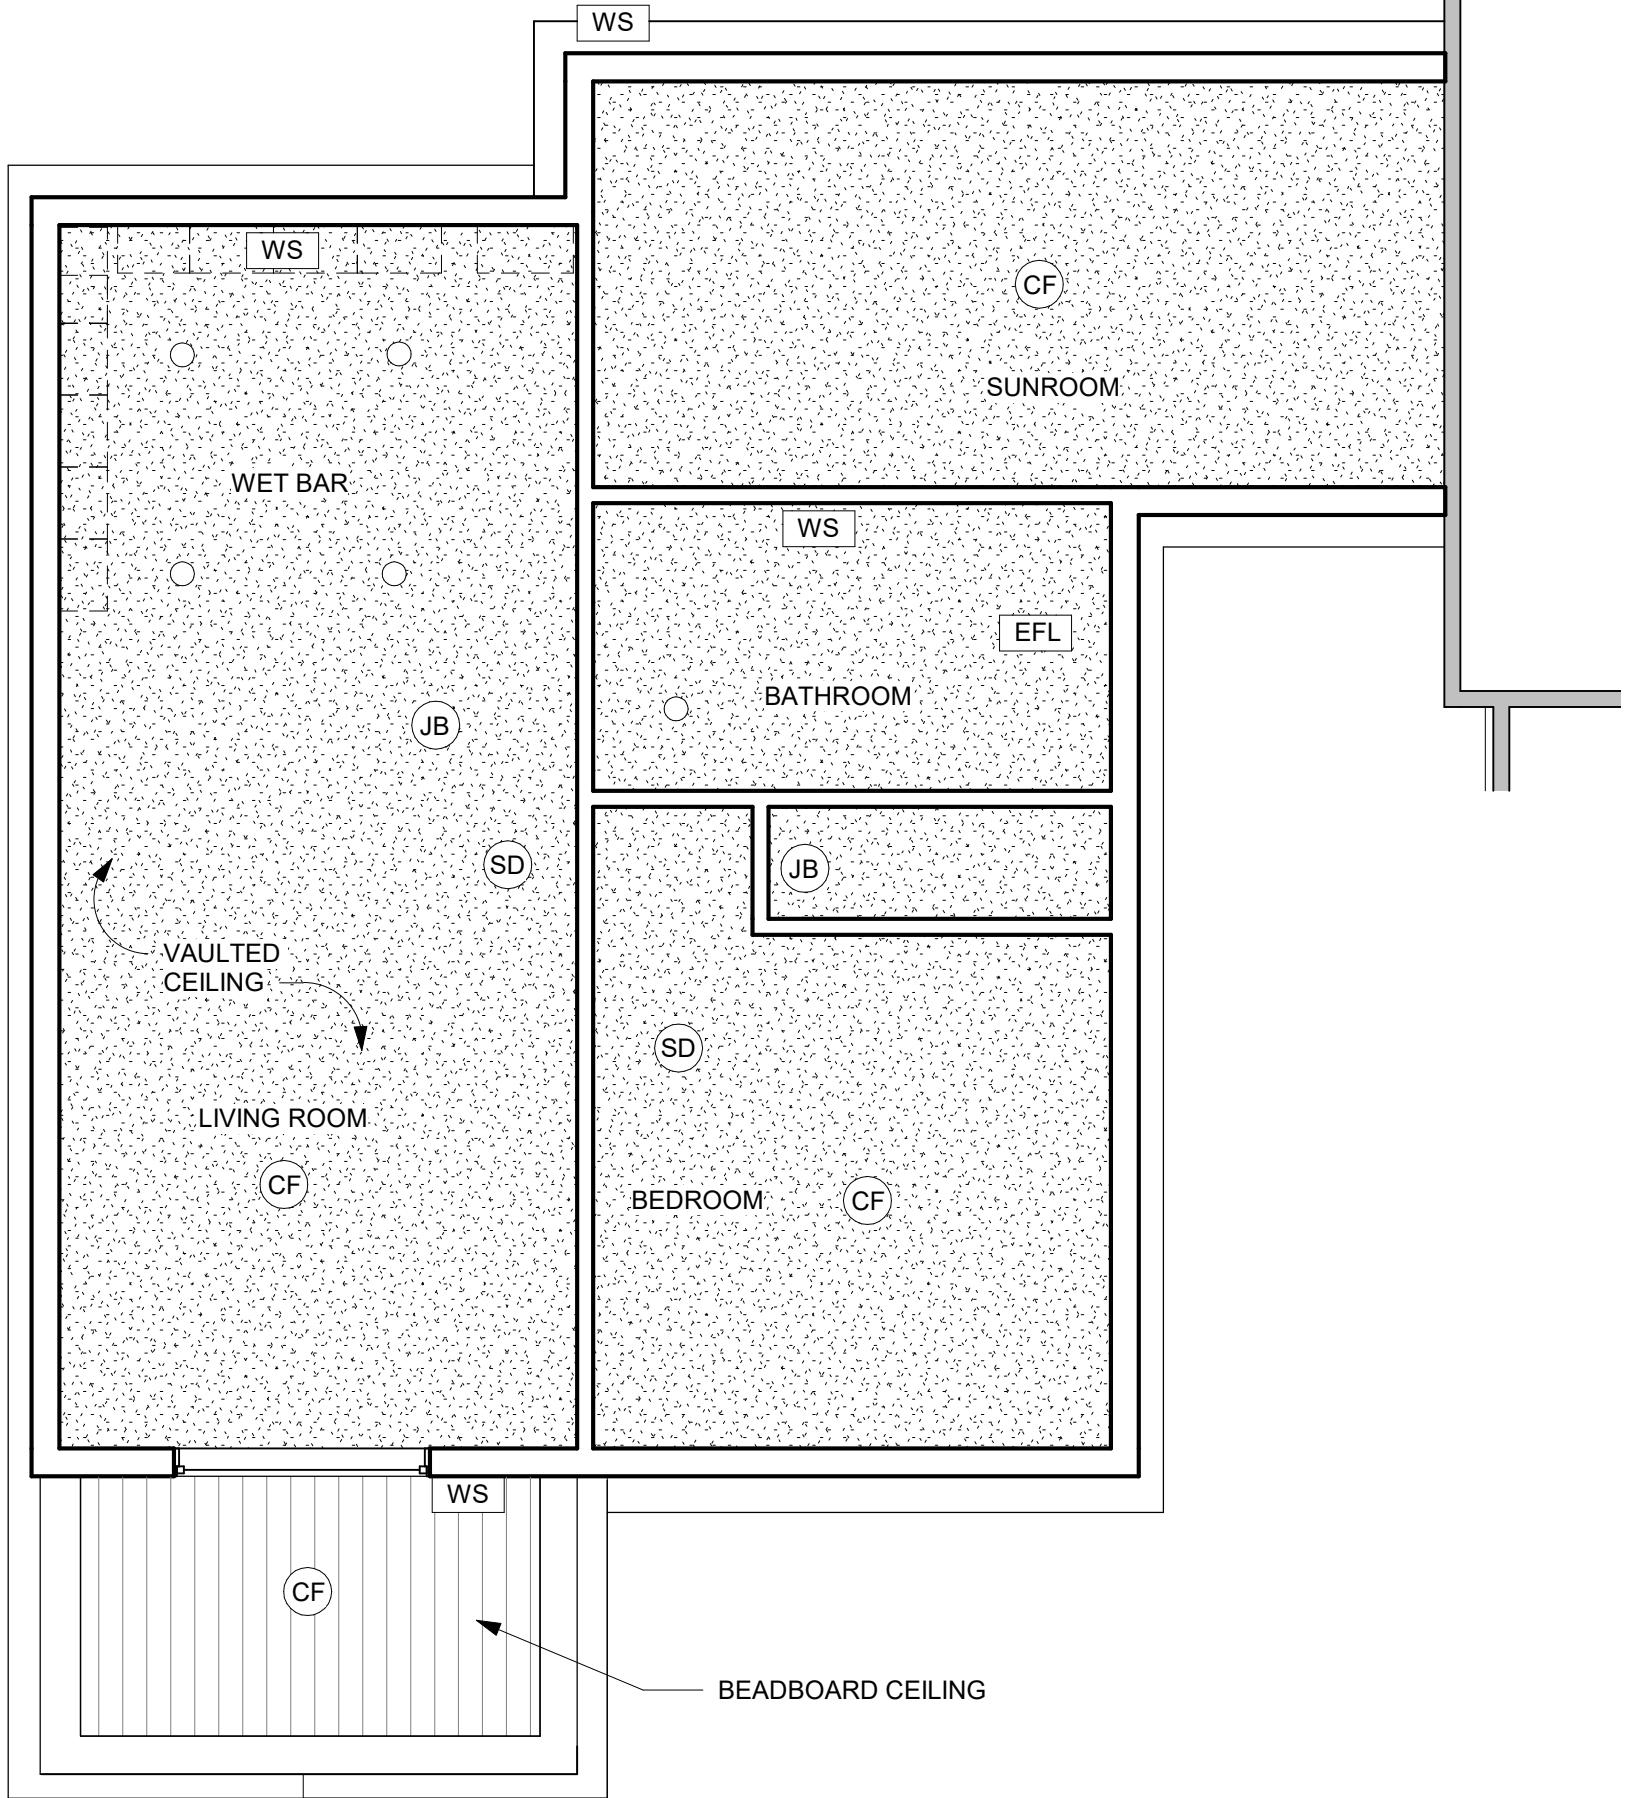 WS
WS
CF
SUNROOM
WET BAR
WS
EFL
BATHROOM
JB
SD
JB
VAULTED
CEILING
SD
LIVING ROOM
CF
BEDROOM
CF
WS
CF
BEADBOARD CEILING